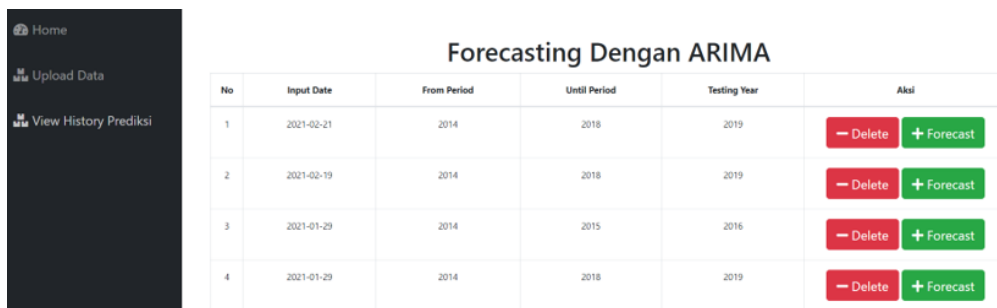 Home
Upload Data
View History Prediksi
Forecasting Dengan ARIMA
No Input Date From Period Until Period Testing Year Aksi
1 2021-02-21 2014 2018 2019 Delete Forecast
2 2021-02-19 2014 2018 2019 Delete Forecast
3 2021-01-29 2014 2015 2016 Delete Forecast
4 2021-01-29 2014 2018 2019 Delete Forecast